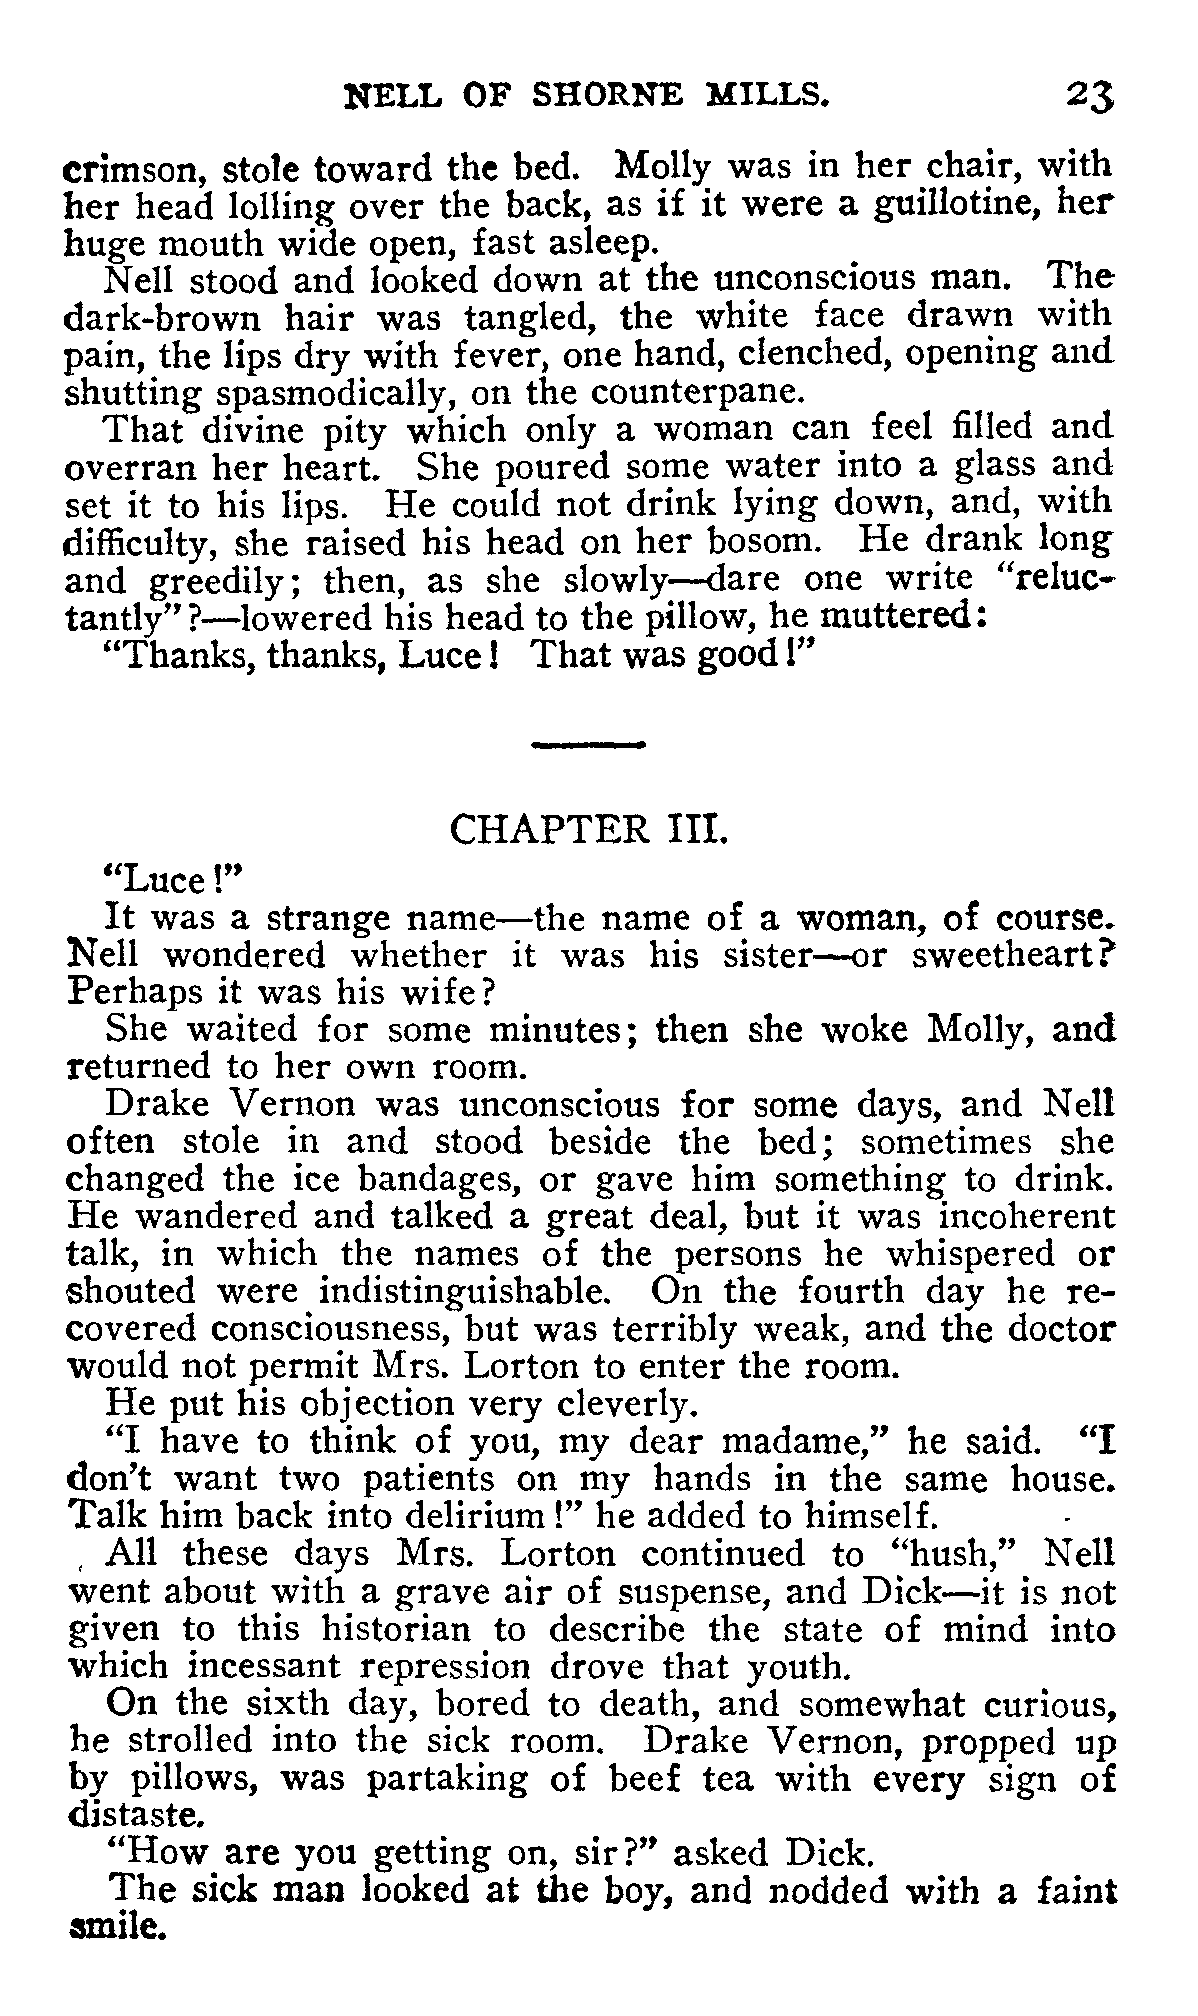 NELL OF SHORNE MILLS. 23
crimson, stole toward the bed. Molly was in her chair, with
her head lolling over the back, as if it were a guillotine, her
huge mouth wide open, fast asleep.
Nell stood and looked down at the unconscious man. The
dark-brown hair was tangled, the white face drawn with
pain, the lips dry with fever, one hand, clenched, opening and
shutting spasmodically, on the counterpane.
That divine pity which only a woman can feel filled and
overran her heart. She poured some water into a glass and
set it to his lips. He could not drink lying down, and, with
difficulty, she raised his head on her bosom. He drank long
and greedily; then, as she slowly—dare one write "reluc-
tantly"?—lowered his head to the pillow, he muttered:
"Thanks, thanks, Luce! That was good!"
CHAPTER III.
"Luce!"
It was a strange name—the name of a woman, of course.
Nell wondered whether it was his sister—or sweetheart?
Perhaps it was his wife?
She waited for some minutes; then she woke Molly, and
returned to her own room.
Drake Vernon was unconscious for some days, and Nell
often stole in and stood beside the bed; sometimes she
changed the ice bandages, or gave him something to drink.
He wandered and talked a great deal, but it was incoherent
talk, in which the names of the persons he whispered or
shouted were indistinguishable. On the fourth day he re-
covered consciousness, but was terribly weak, and the doctor
would not permit Mrs. Lorton to enter the room.
He put his objection very cleverly.
"I have to think of you, my dear madame," he said. "I
don't want two patients on my hands in the same house.
Talk him back into delirium!" he added to himself.
All these days Mrs. Lorton continued to "hush," Nell
went about with a grave air of suspense, and Dick—it is not
given to this historian to describe the state of mind into
which incessant repression drove that youth.
On the sixth day, bored to death, and somewhat curious,
he strolled into the sick room. Drake Vernon, propped up
by pillows, was partaking of beef tea with every sign of
distaste.
"How are you getting on, sir?" asked Dick.
The sick man looked at the boy, and nodded with a faint
smile.